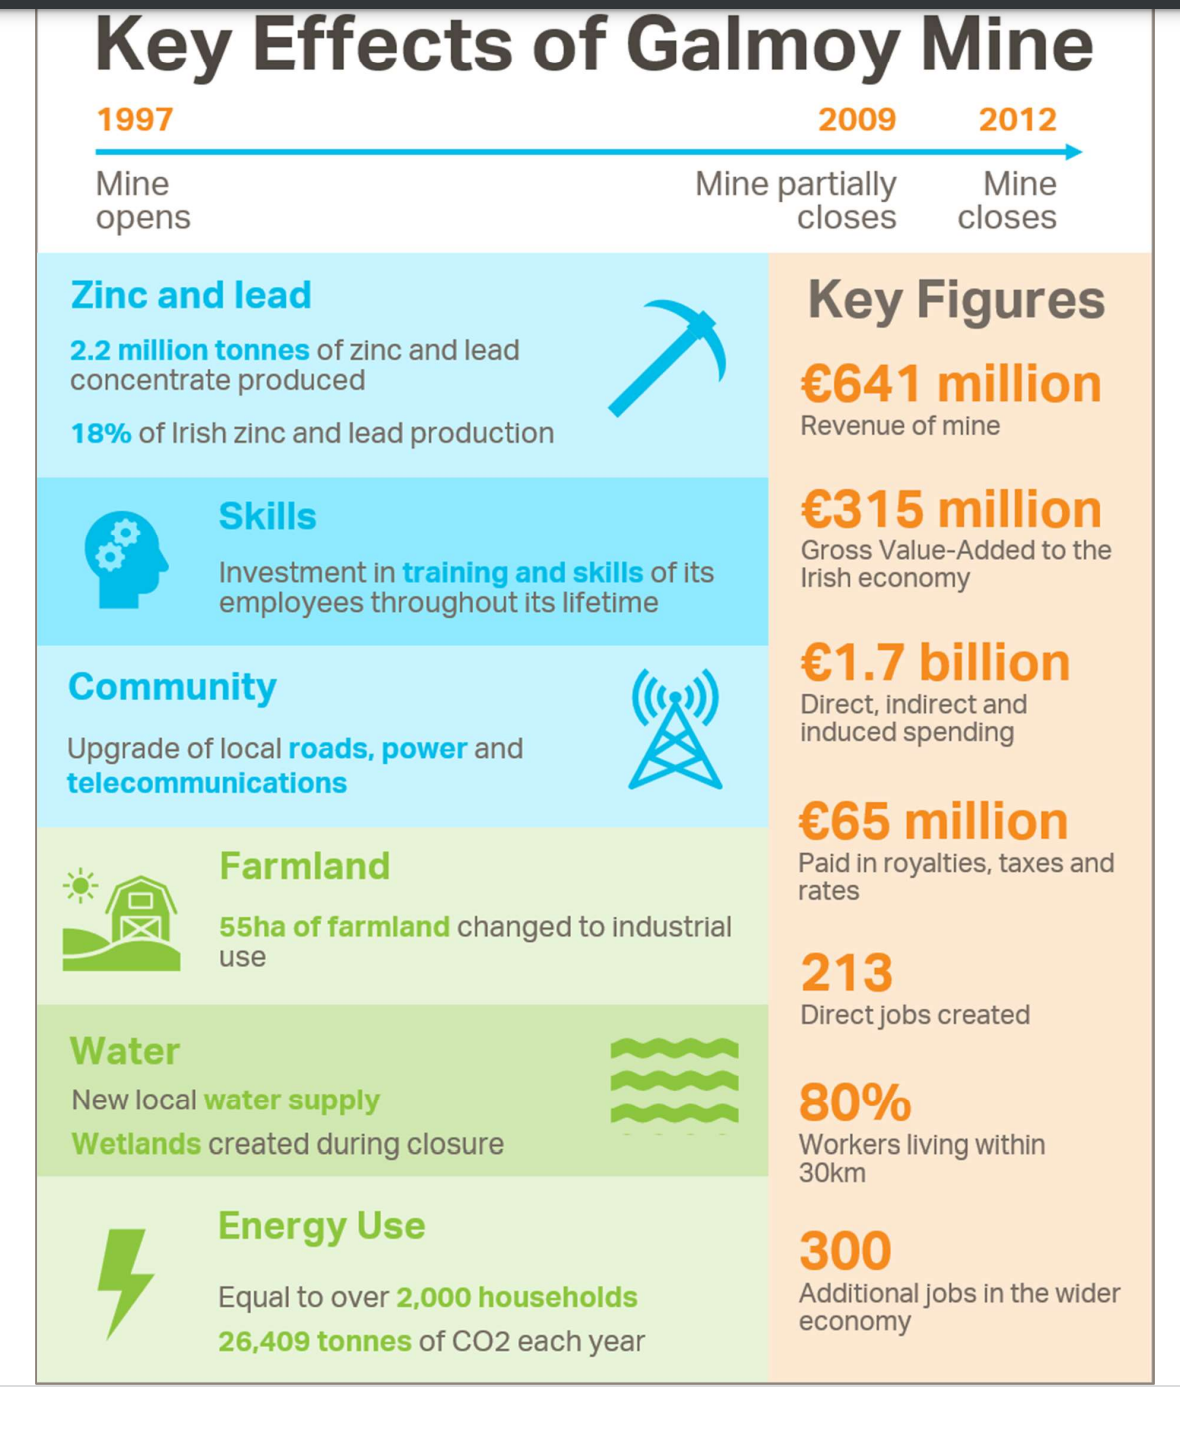 Key Effects of Galmoy Mine
1997
2009
2012
Mine
opens
Mine partially
closes
Mine
closes
Zinc and lead
2.2 million tonnes of zinc and lead
concentrate produced
18% of Irish zinc and lead production
Skills
Investment in training and skills of its
employees throughout its lifetime
Community
Upgrade of local roads, power and
telecommunications
Farmland
55ha of farmland changed to industrial
use
Water
New local water supply
Wetlands created during closure
Energy Use
Equal to over 2,000 households
26,409 tonnes of CO2 each year
Key Figures
€641 million
Revenue of mine
€315 million
Gross Value-Added to the
Irish economy
€1.7 billion
Direct, indirect and
induced spending
€65 million
Paid in royalties, taxes and
rates
213
Direct jobs created
80%
Workers living within
30km
300
Additional jobs in the wider
economy